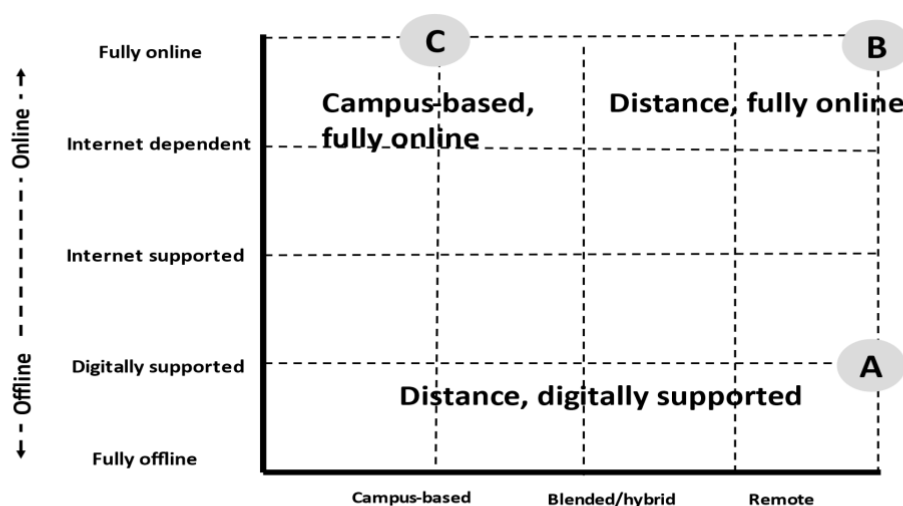 C
B
Fully online
Campus-based,
fully online
Distance, fully online
Internet dependent
Internet supported
Digitally supported
A
Distance, digitally supported
Fully offline
Online
Offline
Campus-based
Blended/hybrid
Remote